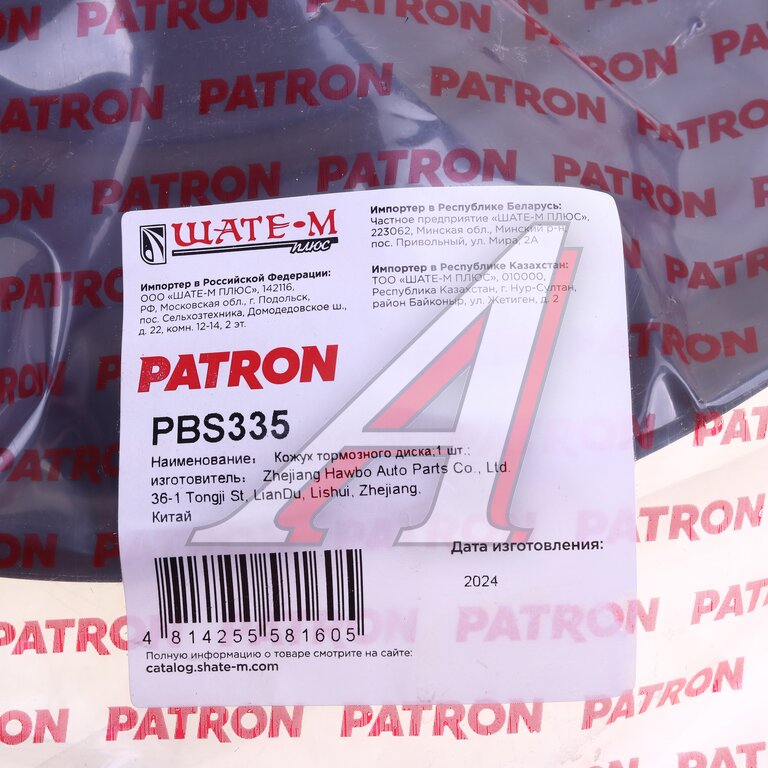 ШАТЕ-М
ПЛЮС
Импортер в Российской Федерации:
ООО «ШАТЕ-М ПЛЮС», 142116,
РФ, Московская обл., г. Подольск,
пос. Сельхозтехника, Домодедовское ш.,
д. 22, комн. 12-14, 2 эт.
Импортер в Республике Беларусь:
Частное предприятие «ШАТЕ-М ПЛЮС»,
223062, Минская обл., Минский р-н,
пос. Привольный, ул. Мира, 2А
Импортер в Республике Казахстан:
ТОО «ШАТЕ-М ПЛЮС», 010000,
Республика Казахстан, г. Нур-Султан,
район Байконыр, ул. Жетиген, д. 2
PATRON
PBS335
Наименование: Кожух тормозного диска;1 шт.;
изготовитель: Zhejiang Hawbo Auto Parts Co., Ltd.
36-1 Tongji St, LianDu, Lishui, Zhejiang.
Китай
Дата изготовления:
2024
4 814255 581605
Полную информацию о товаре смотрите на сайте:
catalog.shate-m.com